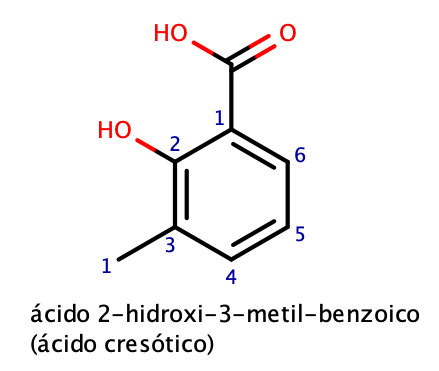 HO O
1
HO 2 6
3 5
1 4
ácido 2-hidroxi-3-metil-benzoico
(ácido cresótico)